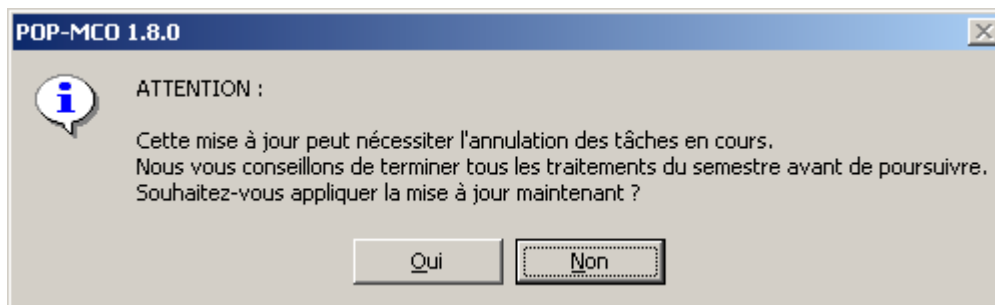 POP-MCO 1.8.0
ATTENTION :
Cette mise à jour peut nécessiter l'annulation des tâches en cours.
Nous vous conseillons de terminer tous les traitements du semestre avant de poursuivre.
Souhaitez-vous appliquer la mise à jour maintenant ?
Oui
Non